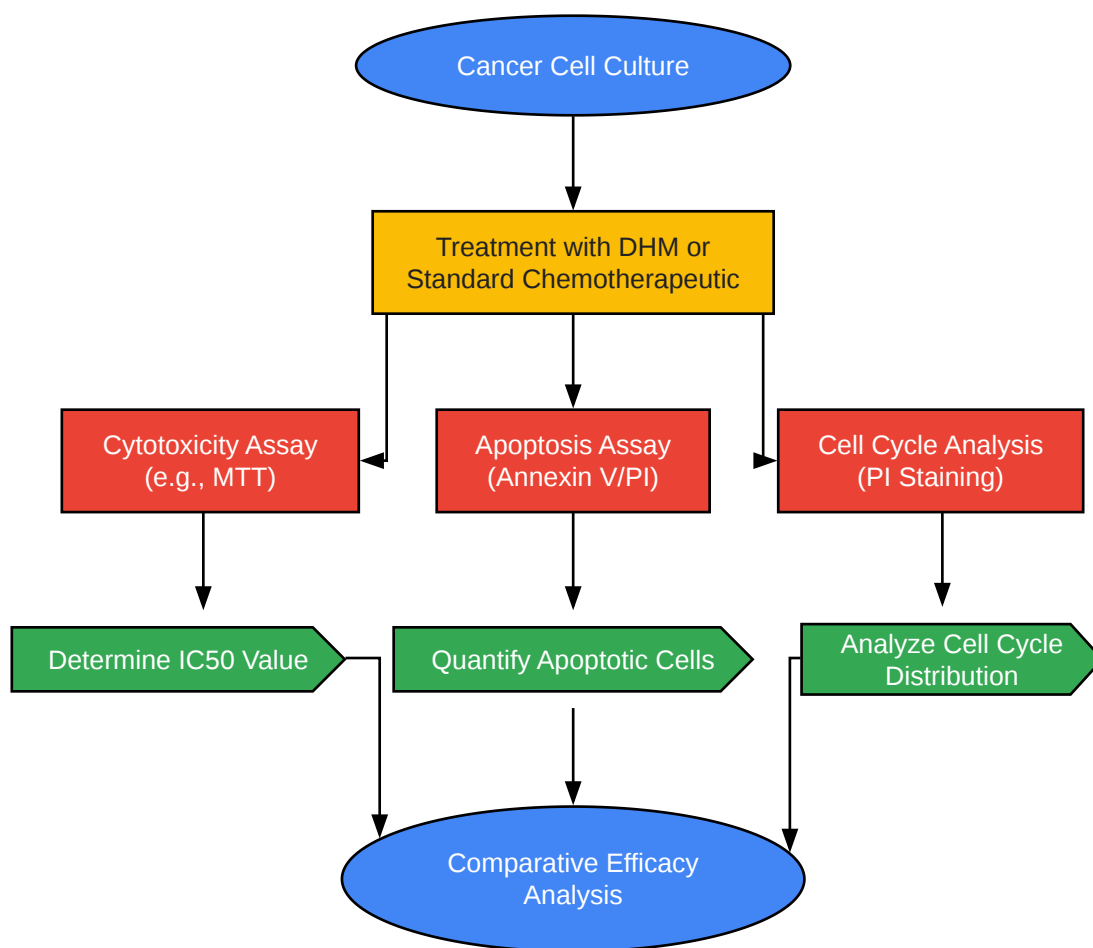 Cancer Cell Culture
Treatment with DHM or
Standard Chemotherapeutic
Cytotoxicity Assay
(e.g., MTT)
Apoptosis Assay
(Annexin V/PI)
Cell Cycle Analysis
(PI Staining)
Determine IC50 Value
Quantify Apoptotic Cells
Analyze Cell Cycle
Distribution
Comparative Efficacy
Analysis